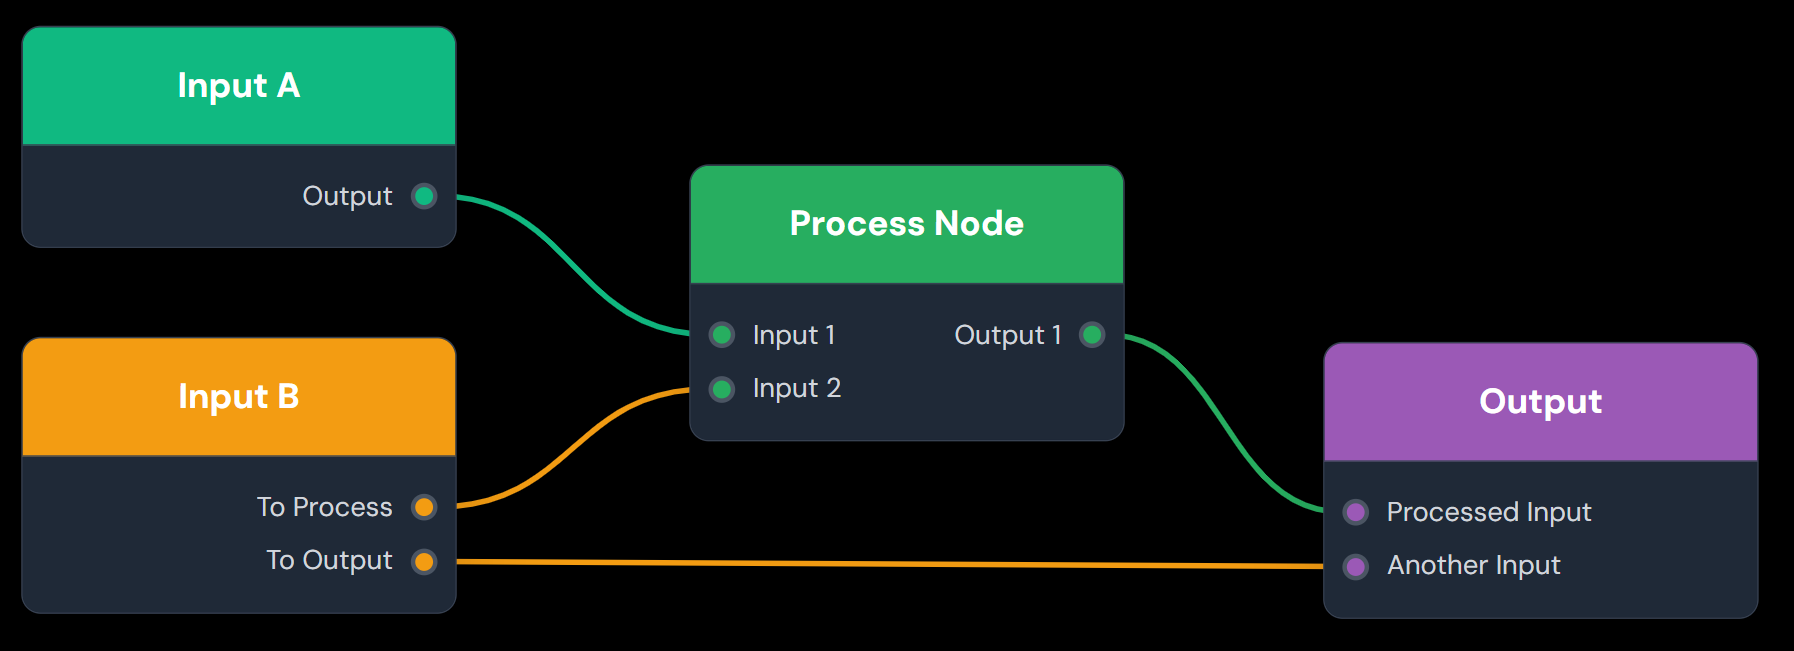 Input A
Output
Input B
To Process
To Output
Process Node
Input 1
Output 1
Input 2
Output
Processed Input
Another Input